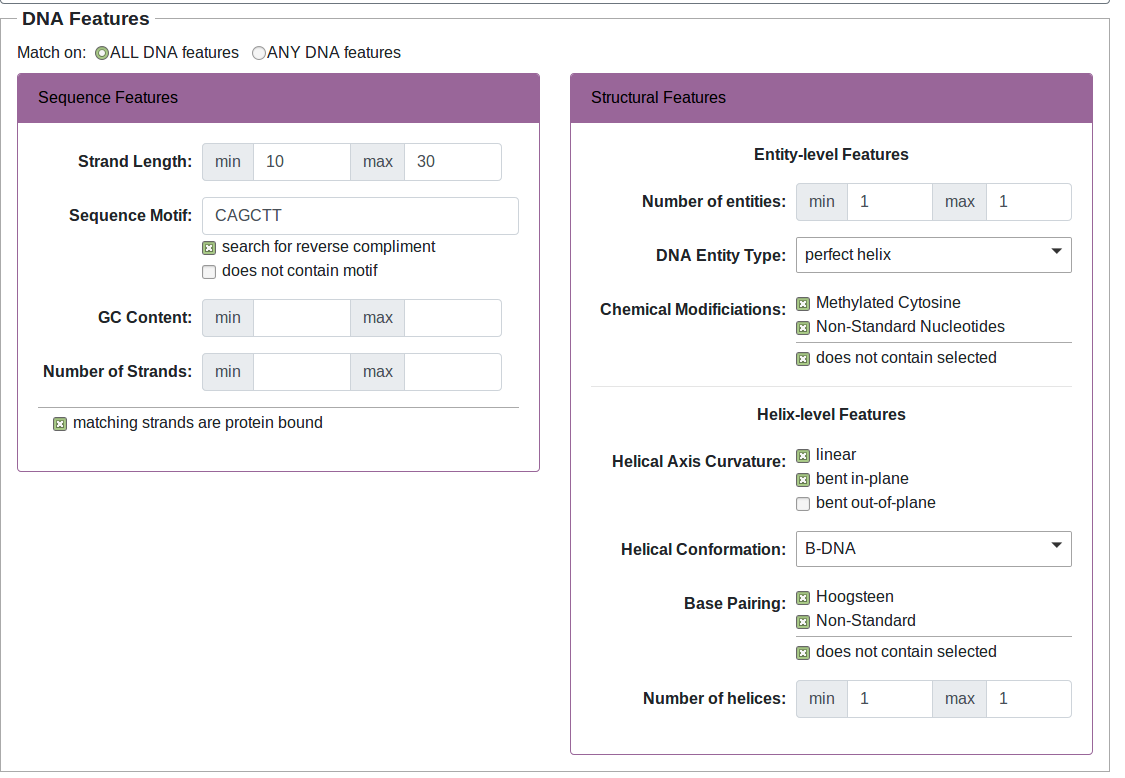 DNA Features
Match on: ALL DNA features ANY DNA features
Sequence Features
Strand Length: min 10 max 30
Sequence Motif: CAGCTT
search for reverse compliment
does not contain motif
GC Content: min max
Number of Strands: min max
matching strands are protein bound
Structural Features
Entity-level Features
Number of entities: min 1 max 1
DNA Entity Type: perfect helix
Chemical Modificiations: Methylated Cytosine
Non-Standard Nucleotides
does not contain selected
Helix-level Features
Helical Axis Curvature: linear
bent in-plane
bent out-of-plane
Helical Conformation: B-DNA
Base Pairing: Hoogsteen
Non-Standard
does not contain selected
Number of helices: min 1 max 1